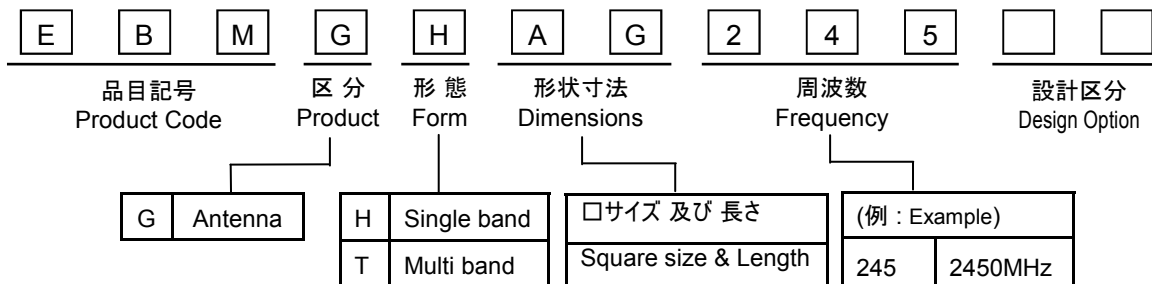 E B M G H A G 2 4 5
品目記号 区 分 形 態 形状寸法 周波数 設計区分
Product Code Product Form Dimensions Frequency Design Option
G Antenna
H Single band
T Multi band
□サイズ 及び 長さ
Square size & Length
(例 : Example)
245 2450MHz